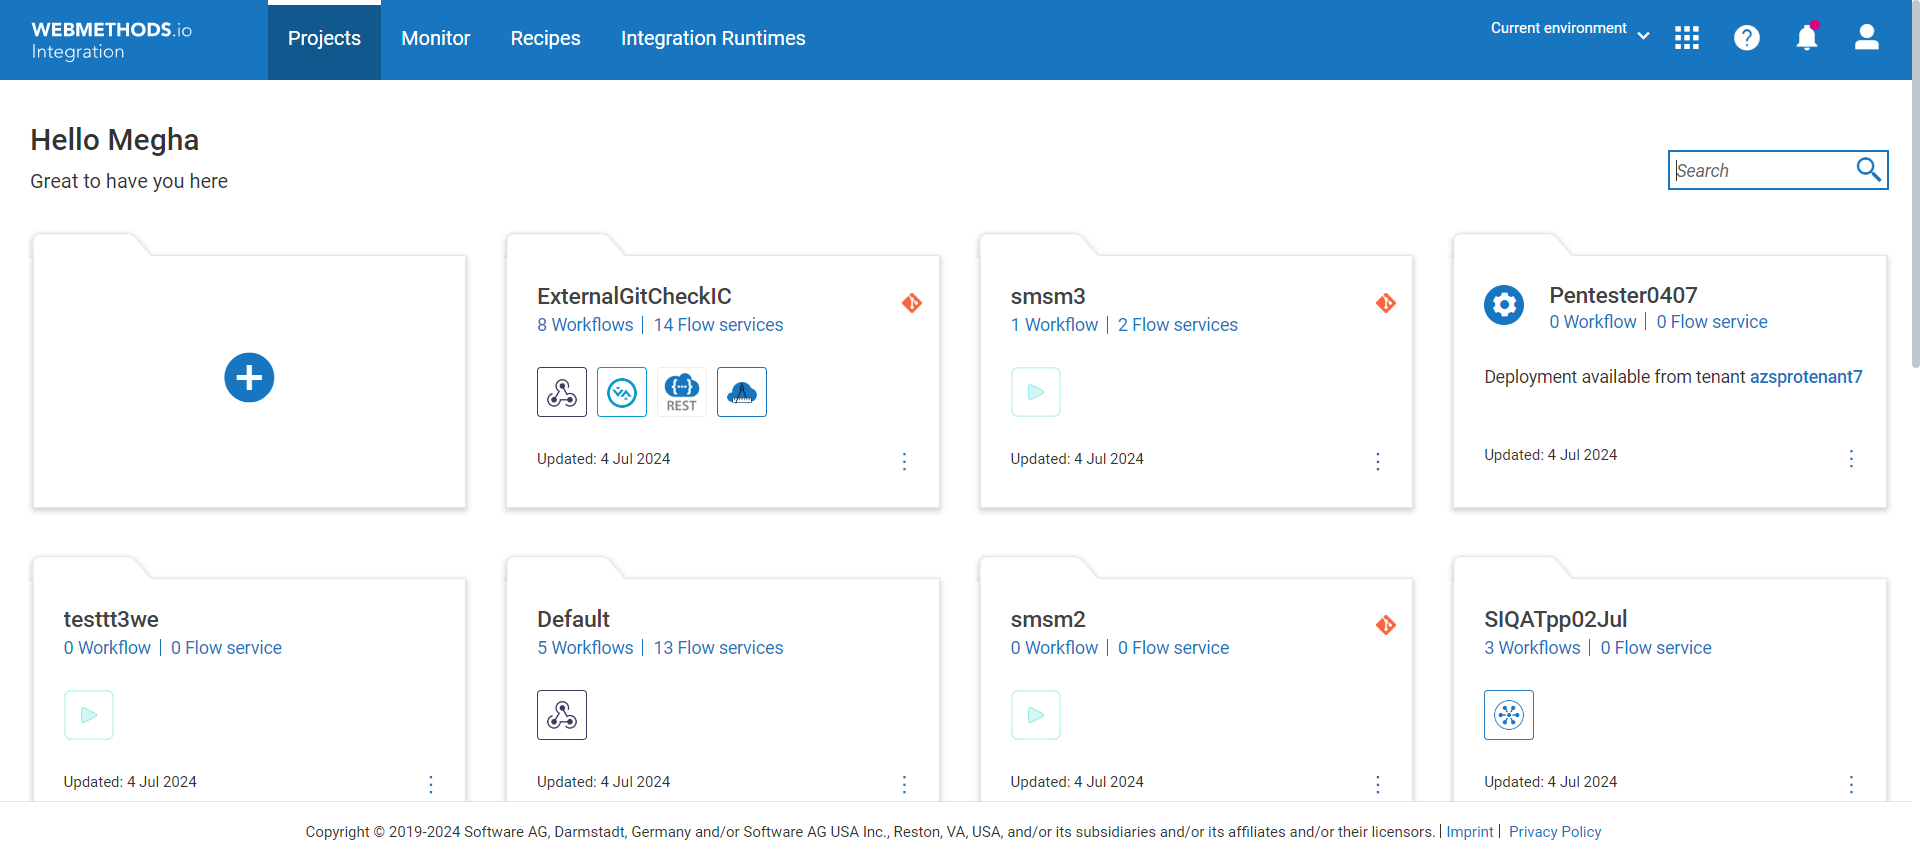 WEBMETHODS.io
Integration
Projects
Monitor
Recipes
Integration Runtimes
Current environment
Hello Megha
Great to have you here
Search
ExternalGitCheckIC
8 Workflows | 14 Flow services
REST
Updated: 4 Jul 2024
smsm3
1 Workflow | 2 Flow services
Updated: 4 Jul 2024
Pentester0407
0 Workflow | 0 Flow service
Deployment available from tenant azsprotenant7
Updated: 4 Jul 2024
testtt3we
0 Workflow | 0 Flow service
Updated: 4 Jul 2024
Default
5 Workflows | 13 Flow services
Updated: 4 Jul 2024
smsm2
0 Workflow | 0 Flow service
Updated: 4 Jul 2024
SIQATpp02Jul
3 Workflows | 0 Flow service
Updated: 4 Jul 2024
Copyright © 2019-2024 Software AG, Darmstadt, Germany and/or Software AG USA Inc., Reston, VA, USA, and/or its subsidiaries and/or its affiliates and/or their licensors. | Imprint | Privacy Policy